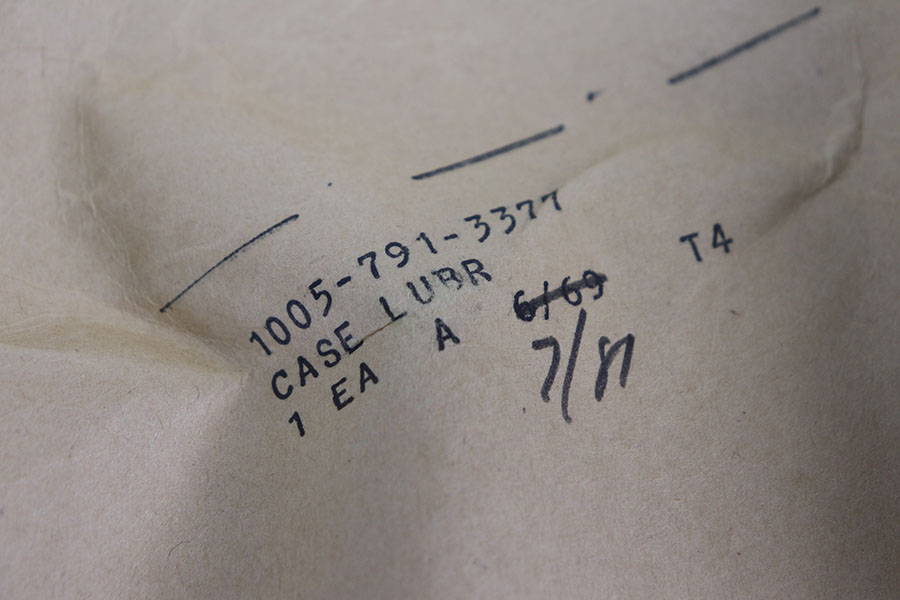 1005-791-3377
CASE LUBR
1 EA A 6/69 T4
7/81